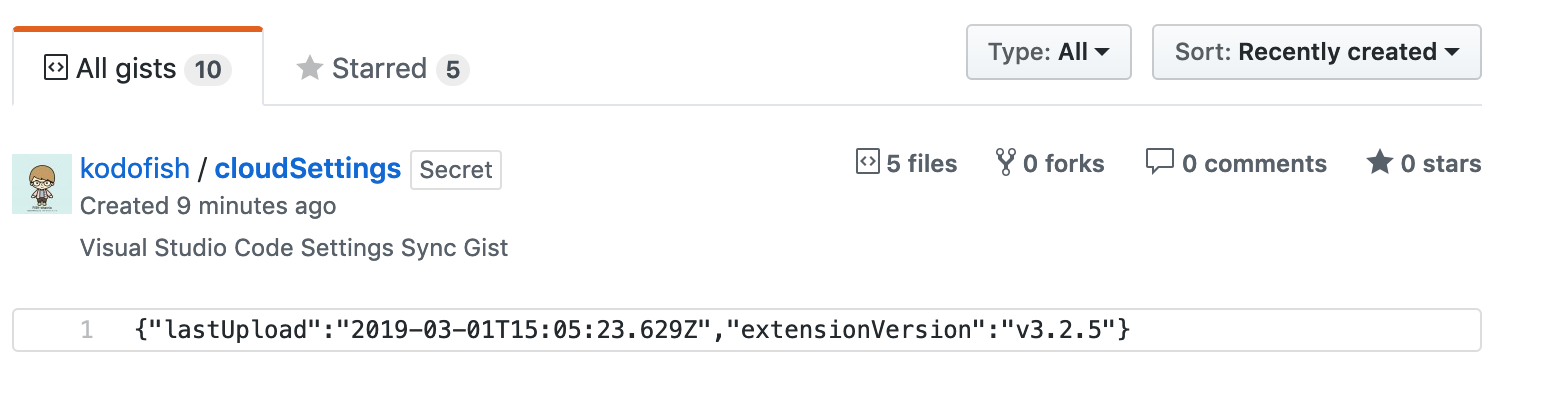 All gists 10
Starred 5
Type: All
Sort: Recently created
kodofish / cloudSettings Secret
5 files
0 forks
0 comments
0 stars
Created 9 minutes ago
Visual Studio Code Settings Sync Gist
1 {"lastUpload":"2019-03-01T15:05:23.629Z","extensionVersion":"v3.2.5"}